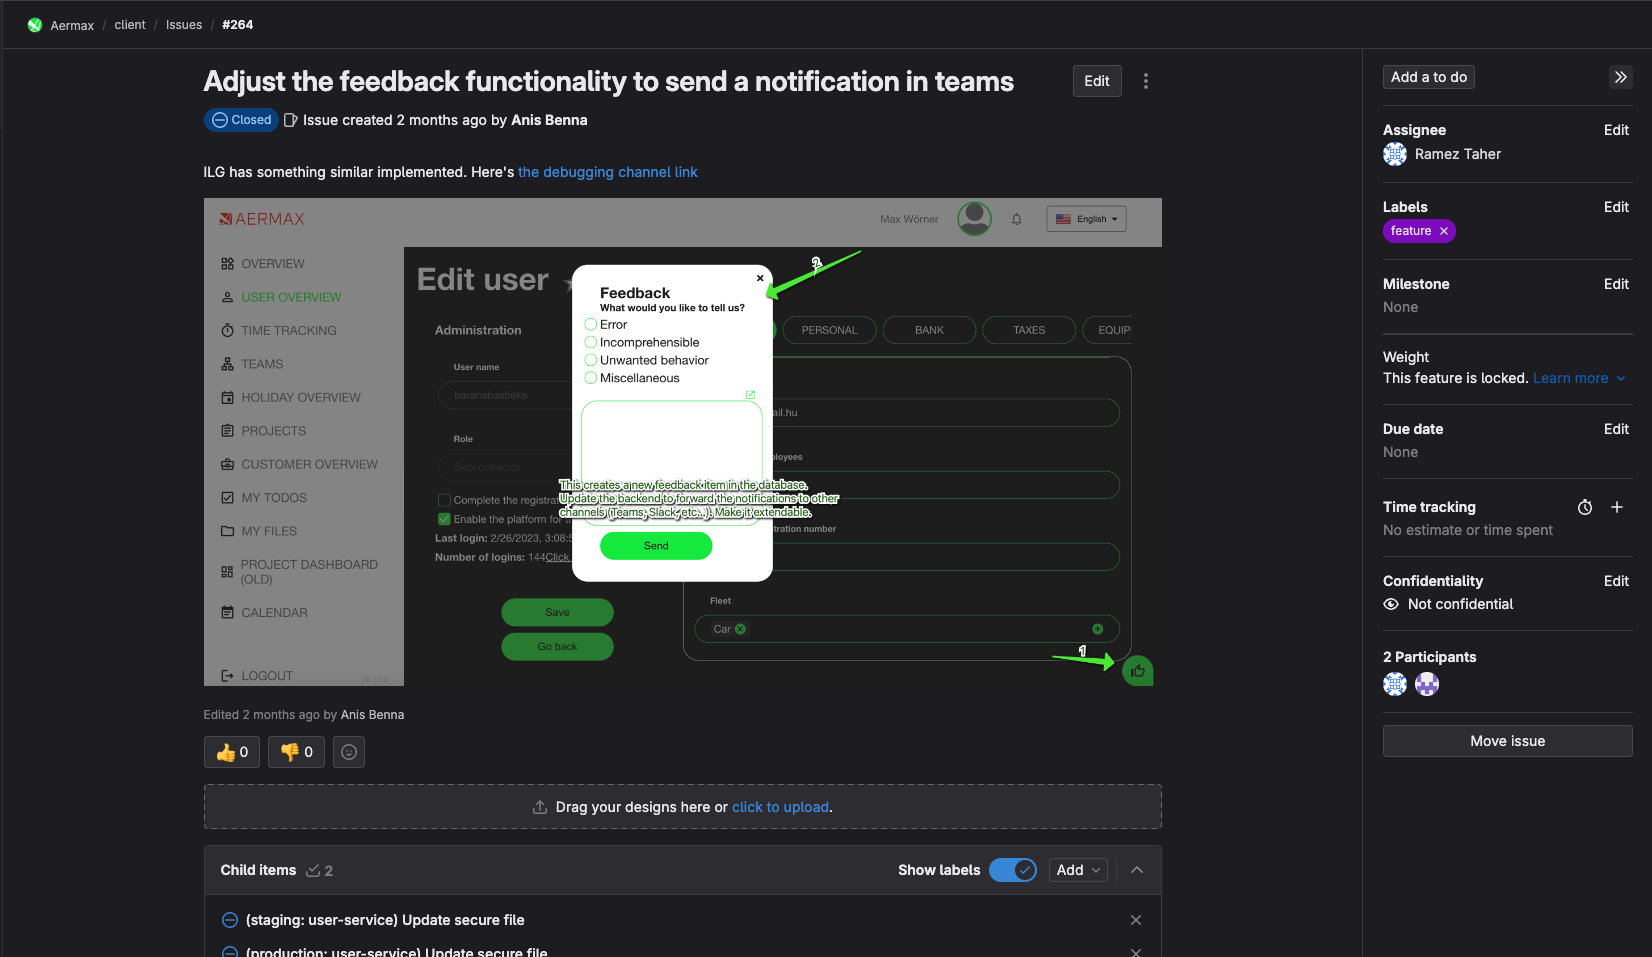 Aermax / client / Issues / #264
Adjust the feedback functionality to send a notification in teams
Edit
Closed Issue created 2 months ago by Anis Benna
ILG has something similar implemented. Here's the debugging channel link
AERMAX
Max Wörner
English
OVERVIEW
USER OVERVIEW
TIME TRACKING
TEAMS
HOLIDAY OVERVIEW
PROJECTS
CUSTOMER OVERVIEW
MY TODOS
MY FILES
PROJECT DASHBOARD
(OLD)
CALENDAR
LOGOUT
v0.15.3
Edit user
Administration
User name
baranabasbeke
Role
Subcontractor
Complete the registrat
Enable the platform for t
Last login: 2/26/2023, 3:08:5
Number of logins: 144 Click
Save
Go back
2
Feedback
What would you like to tell us?
Error
Incomprehensible
Unwanted behavior
Miscellaneous
This creates a new feedback item in the database.
Update the backend to forward the notifications to other
channels (Teams, Slack, etc...). Make it extendable.
Send
PERSONAL
BANK
TAXES
EQUIP
ail.hu
ployees
tration number
Fleet
Car
1
Edited 2 months ago by Anis Benna
0
0
Drag your designs here or click to upload.
Child items 2
Show labels
Add
(staging: user-service) Update secure file
(production: user-service) Update secure file
Add a to do
Assignee Edit
Ramez Taher
Labels Edit
feature
Milestone Edit
None
Weight
This feature is locked. Learn more
Due date Edit
None
Time tracking
No estimate or time spent
Confidentiality Edit
Not confidential
2 Participants
Move issue